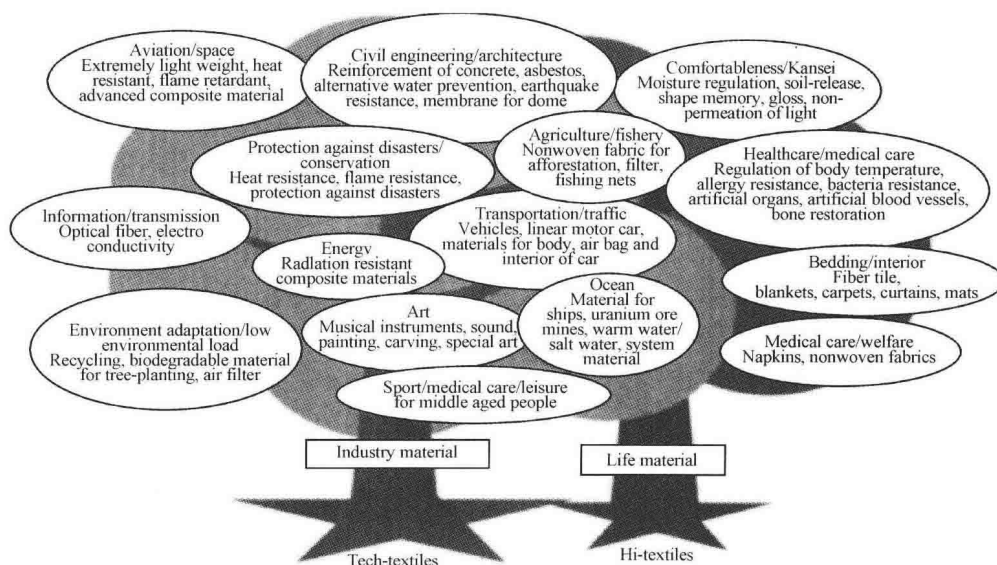 Aviation/space
Extremely light weight, heat
resistant, flame retardant,
advanced composite material
Civil engineering/architecture
Reinforcement of concrete, asbestos,
alternative water prevention, earthquake
resistance, membrane for dome
Comfortableness/Kansei
Moisture regulation, soil-release,
shape memory, gloss, non-
permeation of light
Protection against disasters/
conservation
Heat resistance, flame resistance,
protection against disasters
Agriculture/fishery
Nonwoven fabric for
afforestation, filter,
fishing nets
Healthcare/medical care
Regulation of body temperature,
allergy resistance, bacteria resistance,
artificial organs, artificial blood vessels,
bone restoration
Information/transmission
Optical fiber, electro
conductivity
Energy
Radlation resistant
composite materials
Transportation/traffic
Vehicles, linear motor car,
materials for body, air bag and
interior of car
Bedding/interior
Fiber tile,
blankets, carpets, curtains, mats
Environment adaptation/low
environmental load
Recycling, biodegradable material
for tree-planting, air filter
Art
Musical instruments, sound,
painting, carving, special art
Ocean
Material for
ships, uranium ore
mines, warm water/
salt water, system
material
Medical care/welfare
Napkins, nonwoven fabrics
Sport/medical care/leisure
for middle aged people
Industry material
Life material
Tech-textiles
Hi-textiles